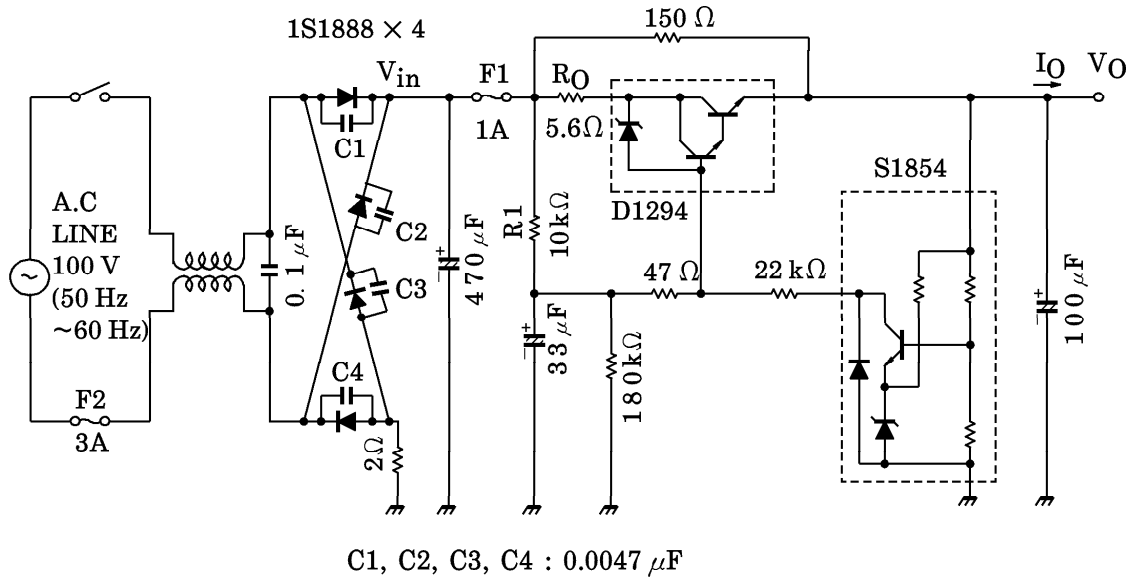 1S1888 × 4
150 Ω
Vin
F1
1A
RO
5.6Ω
IO
VO
C1
D1294
S1854
A.C
LINE
100 V
(50 Hz
~60 Hz)
0.1 μF
C2
C3
470 μF
R1
10kΩ
47 Ω
22 kΩ
100 μF
33 μF
180kΩ
F2
3A
C4
2Ω
C1, C2, C3, C4 : 0.0047 μF